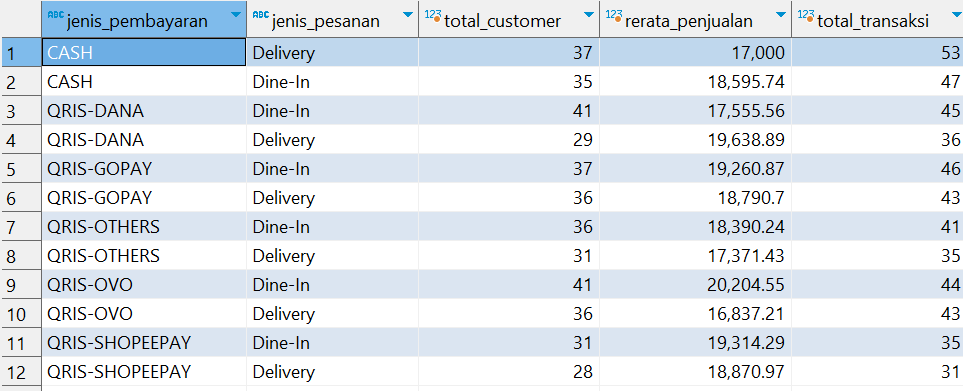 ABC jenis_pembayaran ABC jenis_pesanan 123 total_customer 123 rerata_penjualan 123 total_transaksi
1 CASH Delivery 37 17,000 53
2 CASH Dine-In 35 18,595.74 47
3 QRIS-DANA Dine-In 41 17,555.56 45
4 QRIS-DANA Delivery 29 19,638.89 36
5 QRIS-GOPAY Dine-In 37 19,260.87 46
6 QRIS-GOPAY Delivery 36 18,790.7 43
7 QRIS-OTHERS Dine-In 36 18,390.24 41
8 QRIS-OTHERS Delivery 31 17,371.43 35
9 QRIS-OVO Dine-In 41 20,204.55 44
10 QRIS-OVO Delivery 36 16,837.21 43
11 QRIS-SHOPEEPAY Dine-In 31 19,314.29 35
12 QRIS-SHOPEEPAY Delivery 28 18,870.97 31